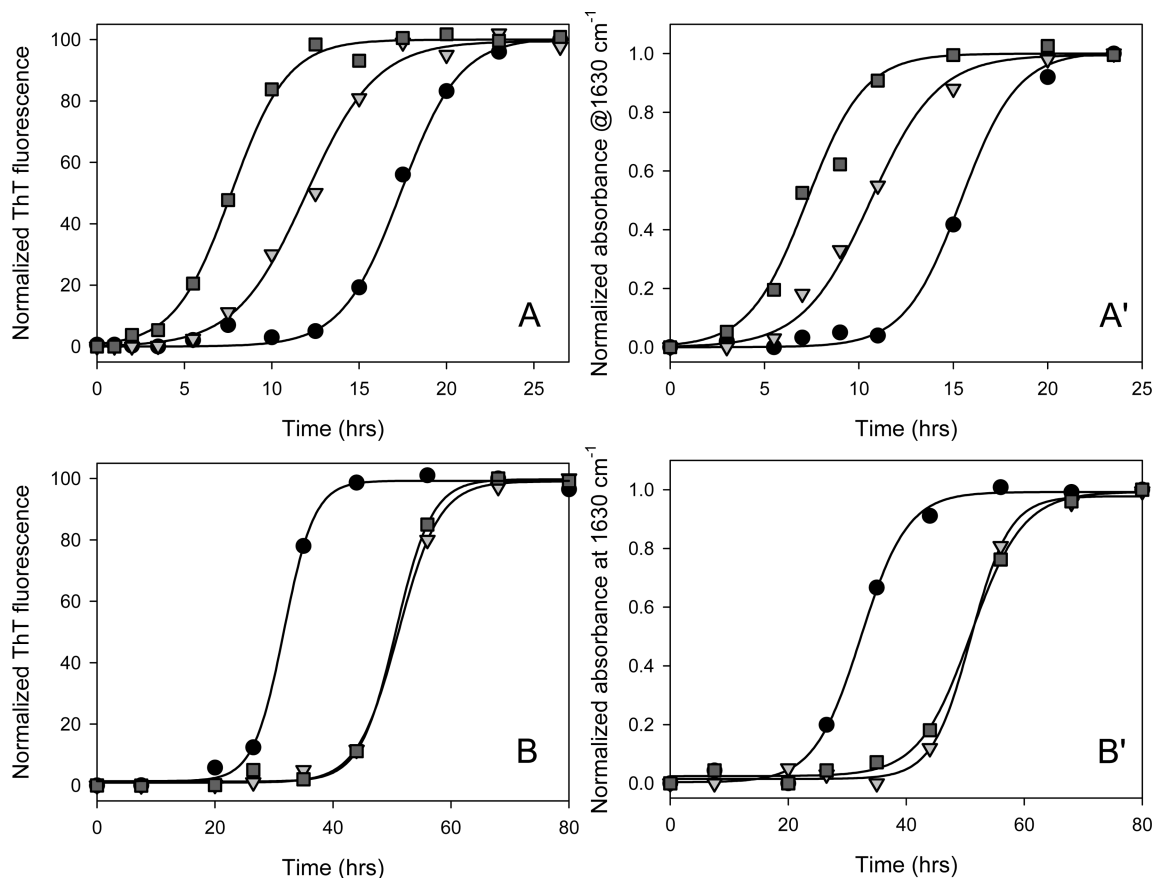 Normalized ThT fluorescence
100
80
60
40
20
0
A
0 5 10 15 20 25
Time (hrs)
Normalized absorbance @1630 cm⁻¹
1.0
0.8
0.6
0.4
0.2
0.0
A'
0 5 10 15 20 25
Time (hrs)
Normalized ThT fluorescence
100
80
60
40
20
0
B
0 20 40 60 80
Time (hrs)
Normalized absorbance at 1630 cm⁻¹
1.0
0.8
0.6
0.4
0.2
0.0
B'
0 20 40 60 80
Time (hrs)